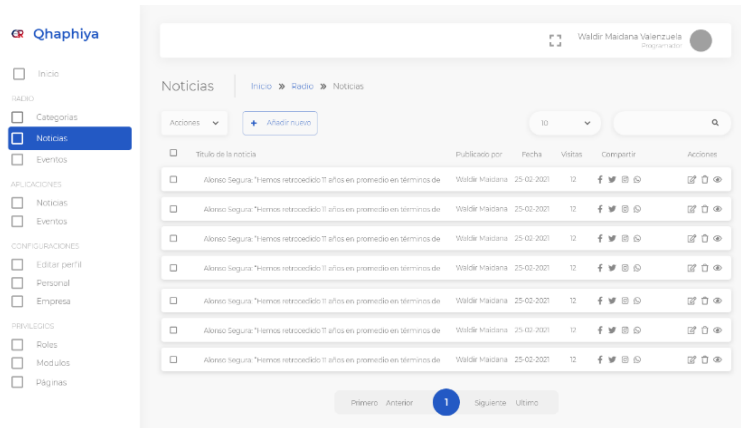 CR Qhaphiya
Inicio
RADIO
Categorias
Noticias
Eventos
APLICACIONES
Noticias
Eventos
CONFIGURACIONES
Editar perfil
Personal
Empresa
PRIVILEGIOS
Roles
Módulos
Páginas
Waldir Maidana Valenzuela
Programador
Noticias Inicio » Radio » Noticias
Acciones + Añadir nuevo 10
Titulo de la noticia Publicado por Fecha Visitas Compartir Acciones
Alonso Segura: "Hemos retrocedido 11 años en promedio en términos de Waldir Maidana 25-02-2021 12
Alonso Segura: "Hemos retrocedido 11 años en promedio en términos de Waldir Maidana 25-02-2021 12
Alonso Segura: "Hemos retrocedido 11 años en promedio en términos de Waldir Maidana 25-02-2021 12
Alonso Segura: "Hemos retrocedido 11 años en promedio en términos de Waldir Maidana 25-02-2021 12
Alonso Segura: "Hemos retrocedido 11 años en promedio en términos de Waldir Maidana 25-02-2021 12
Alonso Segura: "Hemos retrocedido 11 años en promedio en términos de Waldir Maidana 25-02-2021 12
Alonso Segura: "Hemos retrocedido 11 años en promedio en términos de Waldir Maidana 25-02-2021 12
Primero Anterior 1 Siguiente Ultimo